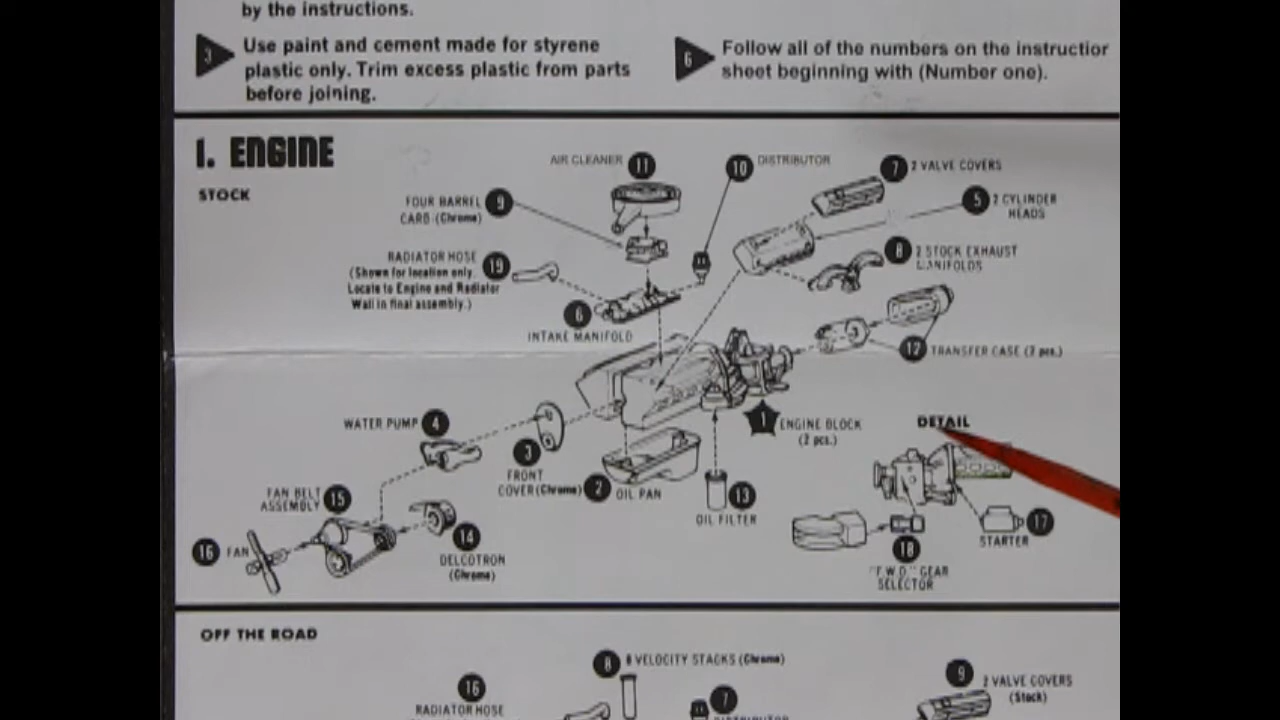 by the instructions.
3 Use paint and cement made for styrene
plastic only. Trim excess plastic from parts
before joining.
6 Follow all of the numbers on the instruction
sheet beginning with (Number one).
1. ENGINE
STOCK
AIR CLEANER 11
10 DISTRIBUTOR
7 2 VALVE COVERS
FOUR BARREL 9
CARB (Chrome)
5 2 CYLINDER
HEADS
RADIATOR HOSE 19
(Shown for location only.
Locate to Engine and Radiator
Wall in final assembly.)
8 2 STOCK EXHAUST
MANIFOLDS
6
INTAKE MANIFOLD
12 TRANSFER CASE (2 pcs.)
WATER PUMP 4
1 ENGINE BLOCK
(2 pcs.)
DETAIL
3
FRONT
COVER (Chrome)
2 OIL PAN
13
OIL FILTER
FAN BELT 15
ASSEMBLY
16 FAN
14
DELCOTRON
(Chrome)
17
STARTER
18
"F.W.D." GEAR
SELECTOR
OFF THE ROAD
8 8 VELOCITY STACKS (Chrome)
16
RADIATOR HOSE
7
DISTRIBUTOR
9 2 VALVE COVERS
(Stock)